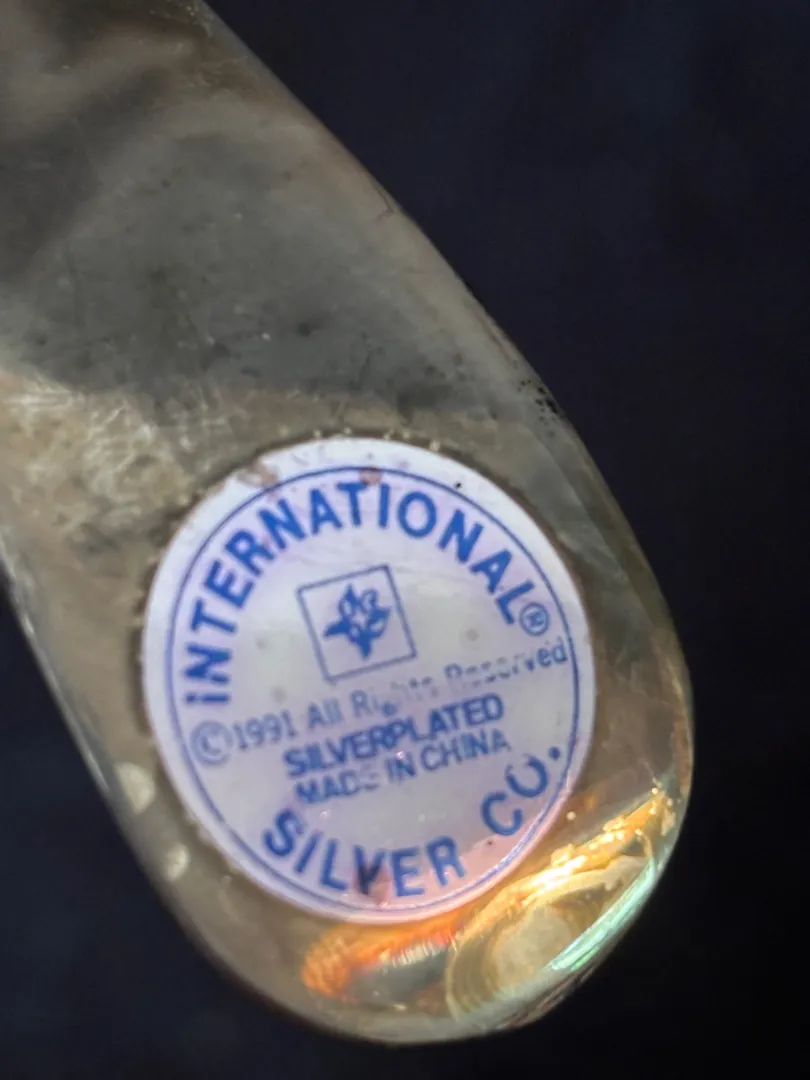 INTERNATIONAL®
©1991 All Rights Reserved
SILVERPLATED
MADE IN CHINA
SILVER CO.